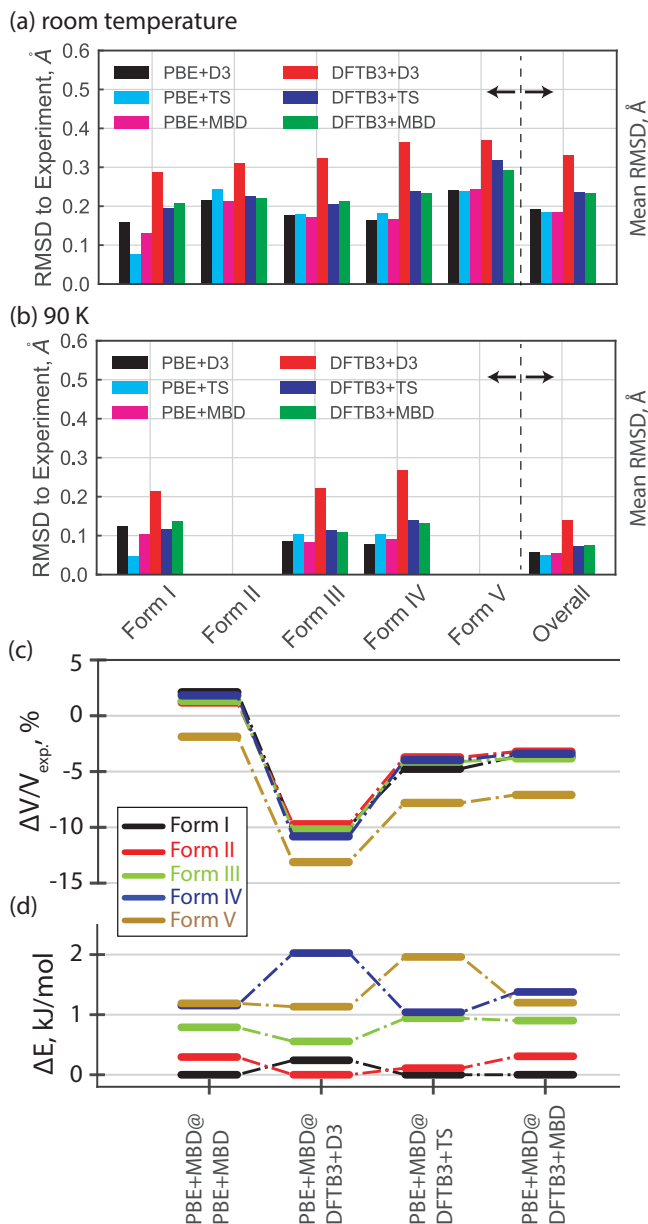 (a) room temperature
RMSD to Experiment, Å
0.6
0.5
0.4
0.3
0.2
0.1
0.0
PBE+D3
PBE+TS
PBE+MBD
DFTB3+D3
DFTB3+TS
DFTB3+MBD
Mean RMSD, Å
(b) 90 K
RMSD to Experiment, Å
0.6
0.5
0.4
0.3
0.2
0.1
0.0
PBE+D3
PBE+TS
PBE+MBD
DFTB3+D3
DFTB3+TS
DFTB3+MBD
Mean RMSD, Å
Form I
Form II
Form III
Form IV
Form V
Overall
(c)
ΔV/Vexp, %
5
0
-5
-10
-15
Form I
Form II
Form III
Form IV
Form V
(d)
ΔE, kJ/mol
2
1
0
PBE+MBD@
PBE+MBD
PBE+MBD@
DFTB3+D3
PBE+MBD@
DFTB3+TS
PBE+MBD@
DFTB3+MBD